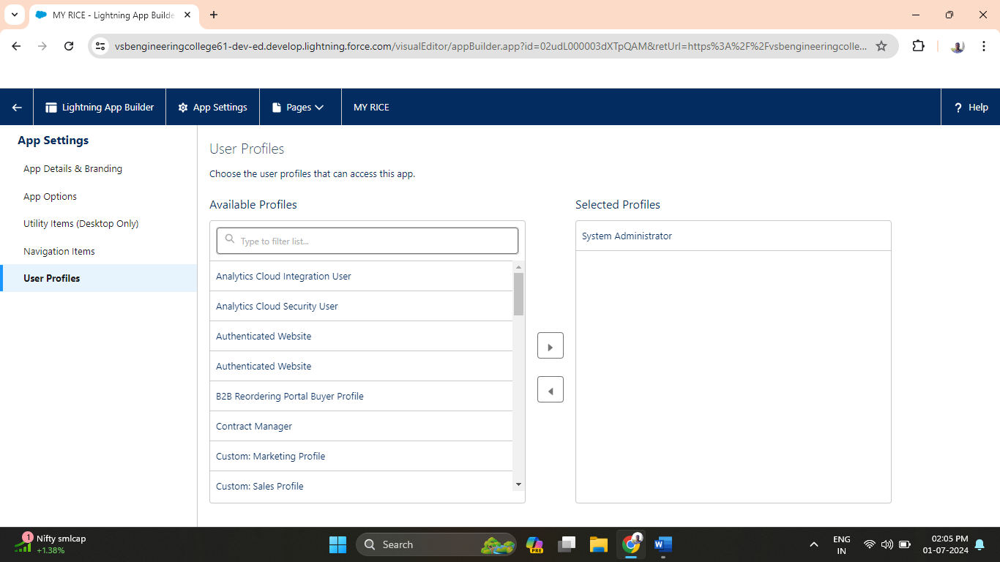 MY RICE - Lightning App Builde
vsbengineeringcollege61-dev-ed.develop.lightning.force.com/visualEditor/appBuilder.app?id=02udL000003dXTpQAM&retUrl=https%3A%2F%2Fvsbengineeringcolle...
Lightning App Builder
App Settings
Pages
MY RICE
? Help
App Settings
App Details & Branding
App Options
Utility Items (Desktop Only)
Navigation Items
User Profiles
User Profiles
Choose the user profiles that can access this app.
Available Profiles
Type to filter list...
Analytics Cloud Integration User
Analytics Cloud Security User
Authenticated Website
Authenticated Website
B2B Reordering Portal Buyer Profile
Contract Manager
Custom: Marketing Profile
Custom: Sales Profile
Selected Profiles
System Administrator
1
Nifty smlcap
+1.38%
Search
PRE
W
ENG
IN
02:05 PM
01-07-2024